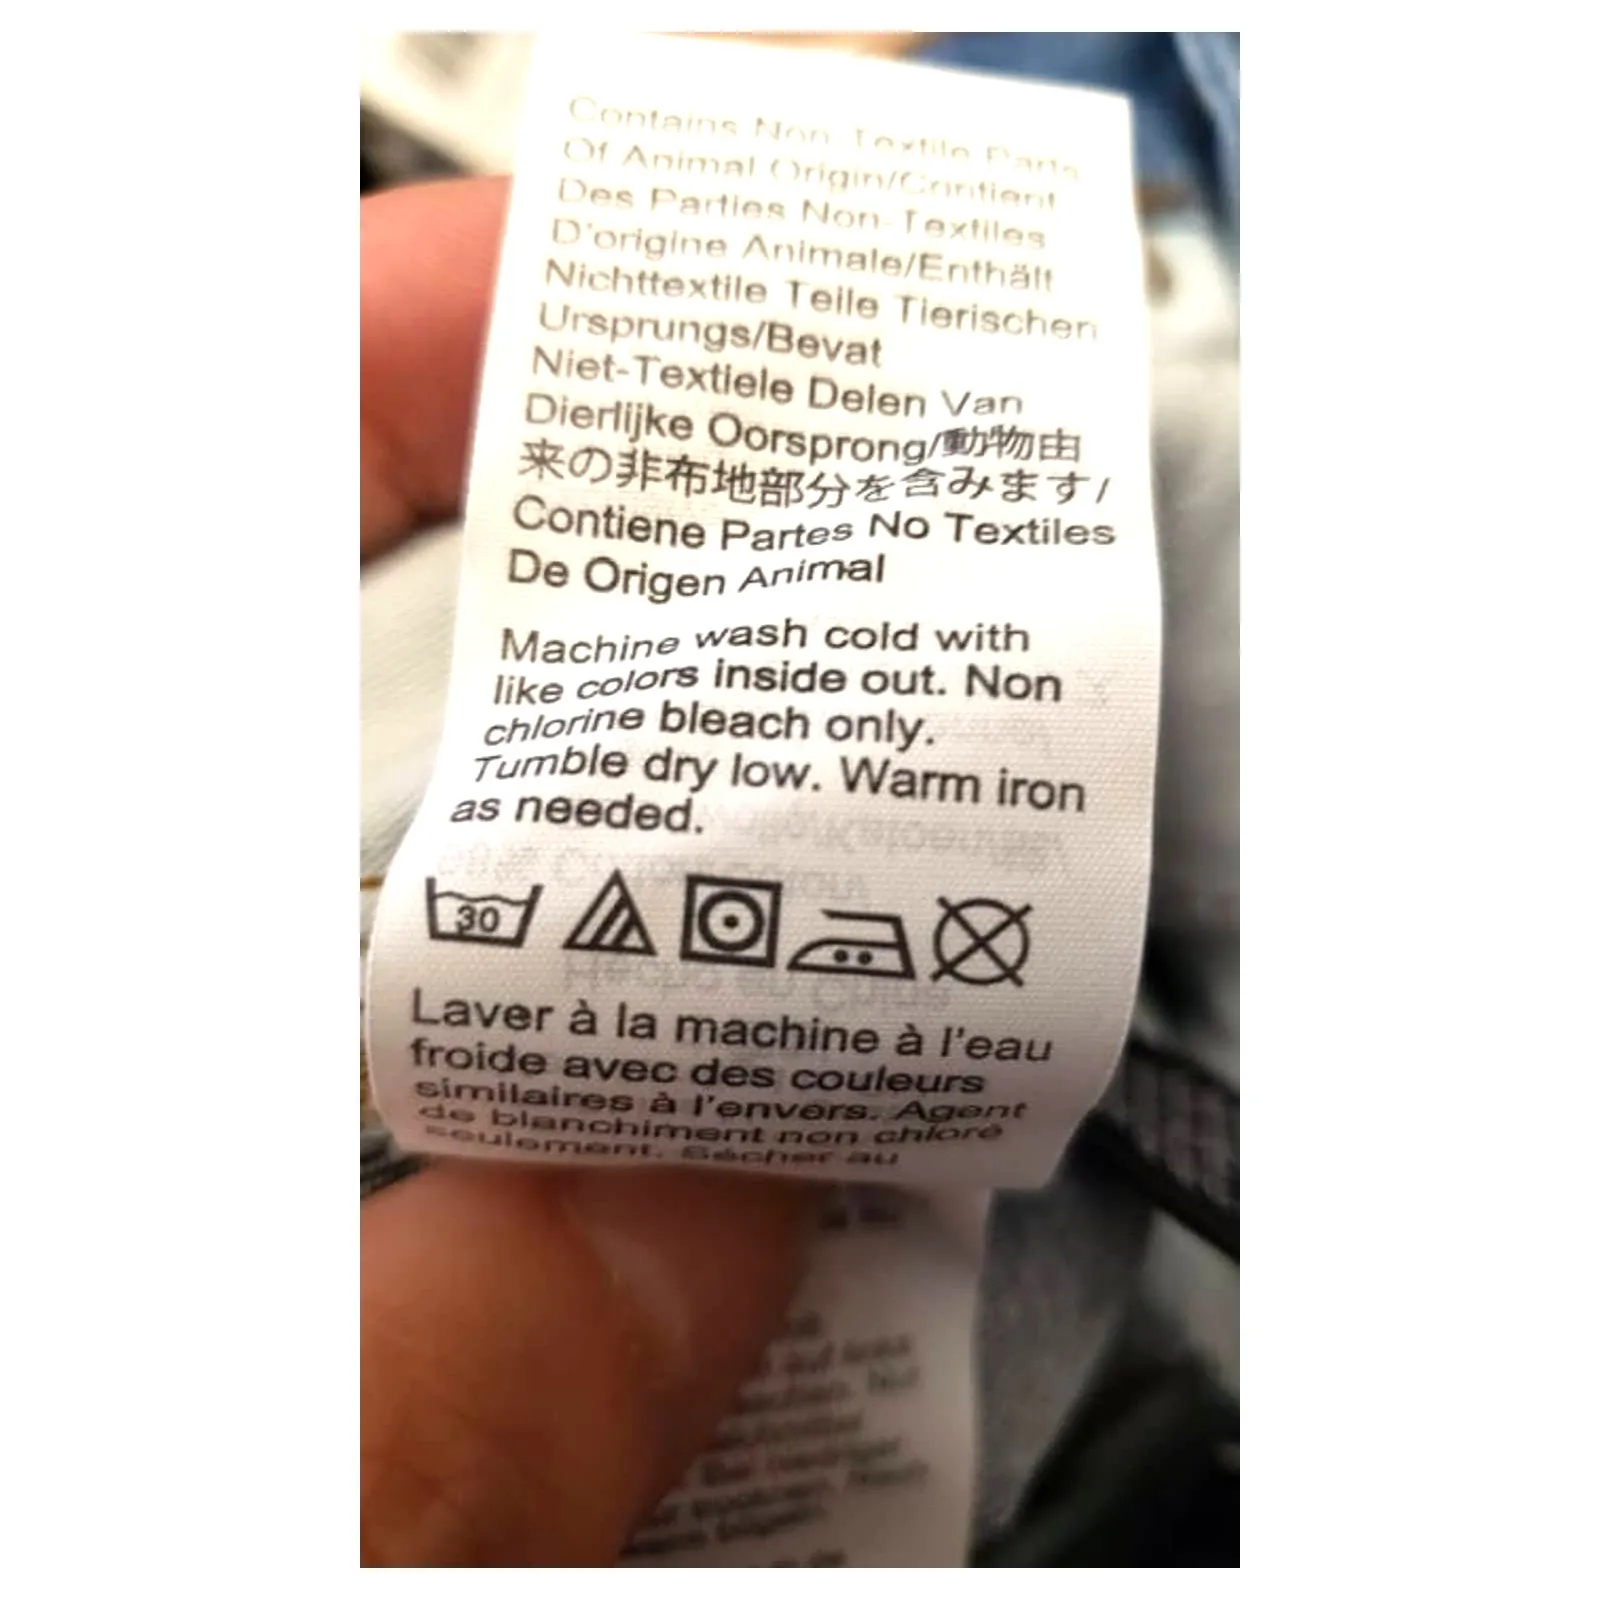 Contains Non-Textile Parts
Of Animal Origin/Contient
Des Parties Non-Textiles
D'origine Animale/Enthält
Nichttextile Teile Tierischen
Ursprungs/Bevat
Niet-Textiele Delen Van
Dierlijke Oorsprong/動物由
来の非布地部分を含みます/
Contiene Partes No Textiles
De Origen Animal
Machine wash cold with
like colors inside out. Non
chlorine bleach only.
Tumble dry low. Warm iron
as needed.
30
Laver à la machine à l'eau
froide avec des couleurs
similaires à l'envers. Agent
de blanchiment non chloré
seulement. Sécher au